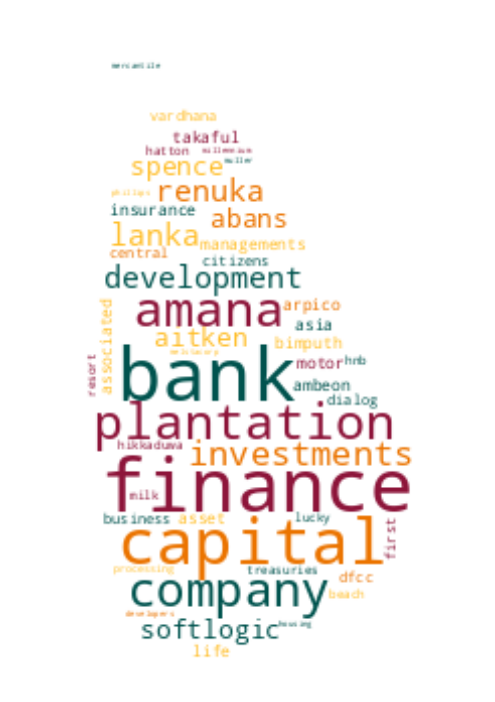 mercantile
vardhana
takaful
hatton millennium
muller
spence
phillips renuka
insurance abans
lanka managements
central citizens
development
associated amana arpico
asia
aitken bimputh
resort bank motor hnb
ambeon
dialog
plantation
hikkaduwa investments
finance
milk
business asset lucky
capital first
processing treasuries
dfcc
company beach
developers
softlogic housing
life